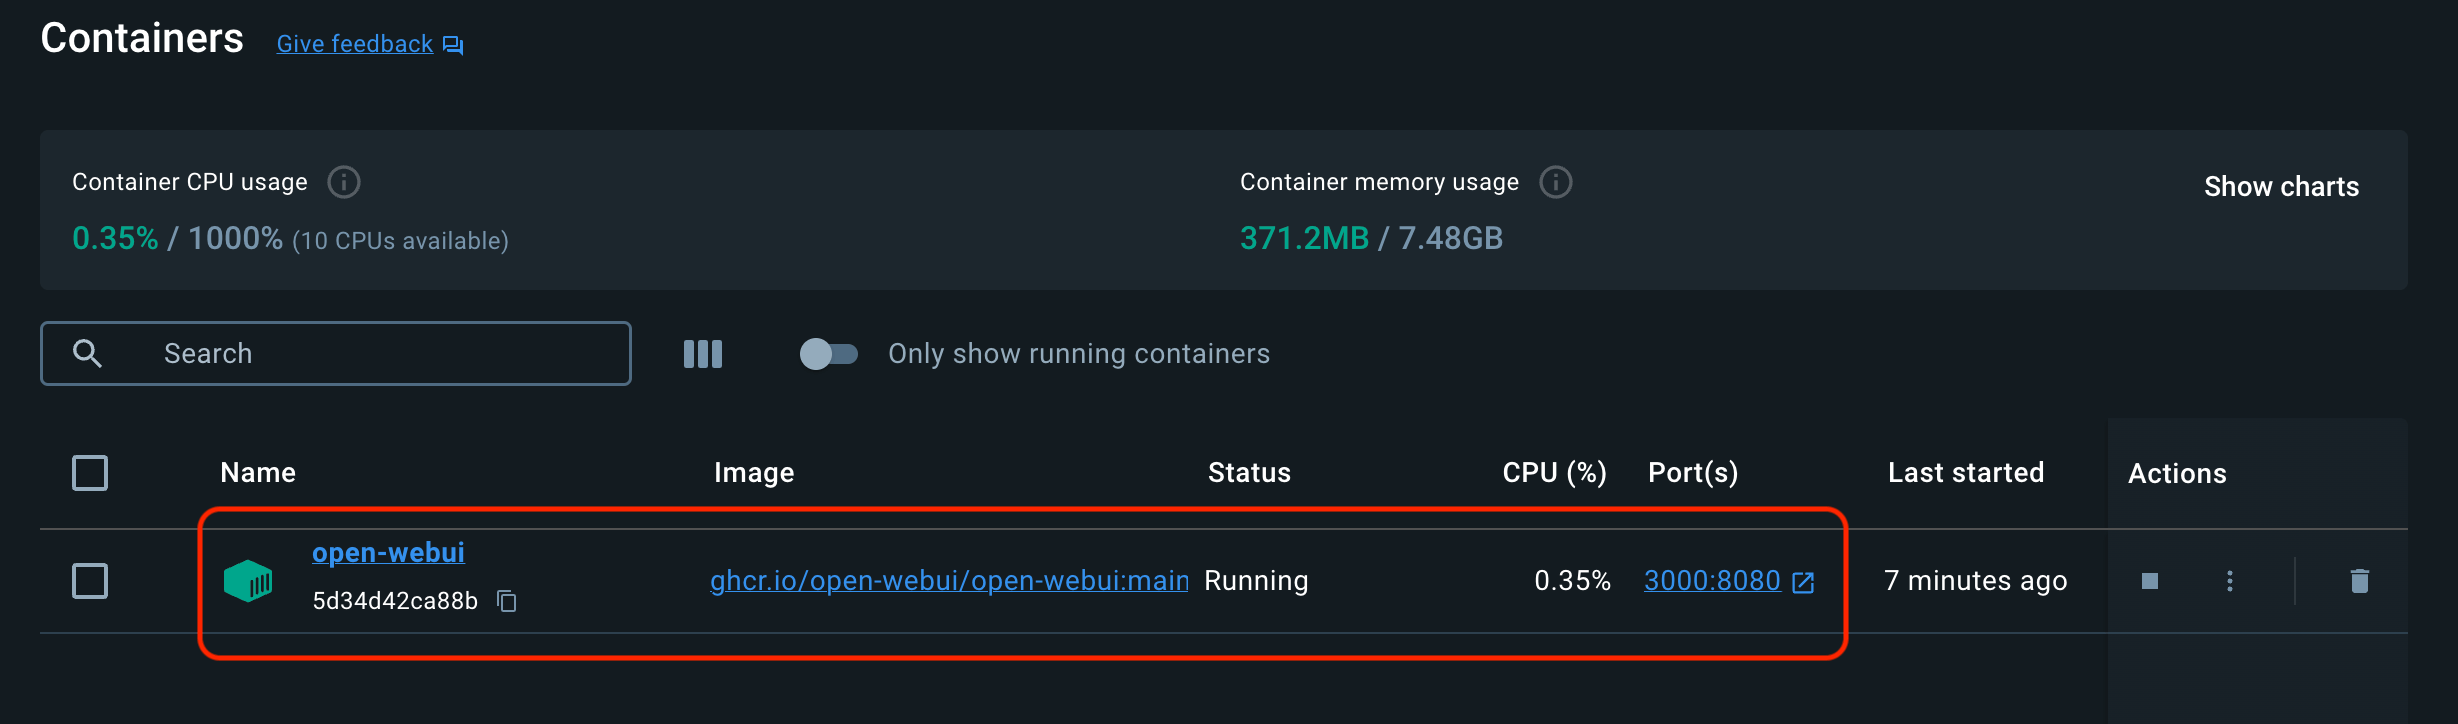 Containers Give feedback
Container CPU usage
0.35% / 1000% (10 CPUs available)
Container memory usage
371.2MB / 7.48GB
Show charts
Search
Only show running containers
Name Image Status CPU (%) Port(s) Last started Actions
open-webui
5d34d42ca88b
ghcr.io/open-webui/open-webui:main Running 0.35% 3000:8080 7 minutes ago